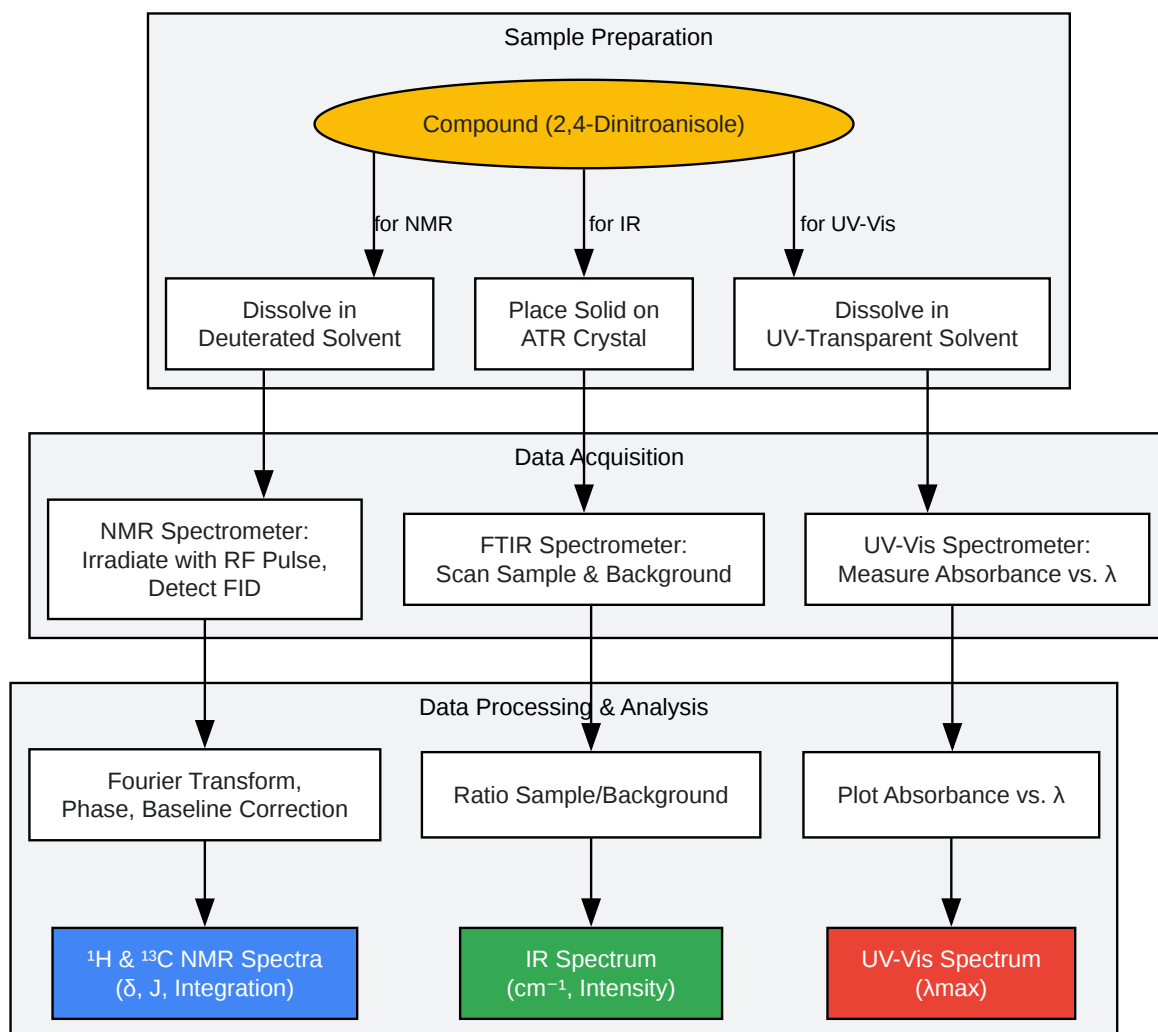 Sample Preparation
Compound (2,4-Dinitroanisole)
for NMR
for IR
for UV-Vis
Dissolve in
Deuterated Solvent
Place Solid on
ATR Crystal
Dissolve in
UV-Transparent Solvent
Data Acquisition
NMR Spectrometer:
Irradiate with RF Pulse,
Detect FID
FTIR Spectrometer:
Scan Sample & Background
UV-Vis Spectrometer:
Measure Absorbance vs. λ
Data Processing & Analysis
Fourier Transform,
Phase, Baseline Correction
Ratio Sample/Background
Plot Absorbance vs. λ
¹H & ¹³C NMR Spectra
(δ, J, Integration)
IR Spectrum
(cm⁻¹, Intensity)
UV-Vis Spectrum
(λmax)